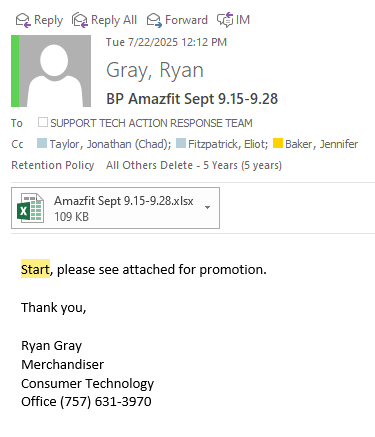 Reply Reply All Forward IM
Tue 7/22/2025 12:12 PM
Gray, Ryan
BP Amazfit Sept 9.15-9.28
To SUPPORT TECH ACTION RESPONSE TEAM
Cc Taylor, Jonathan (Chad); Fitzpatrick, Eliot; Baker, Jennifer
Retention Policy All Others Delete - 5 Years (5 years)
Amazfit Sept 9.15-9.28.xlsx
109 KB
Start, please see attached for promotion.
Thank you,
Ryan Gray
Merchandiser
Consumer Technology
Office (757) 631-3970